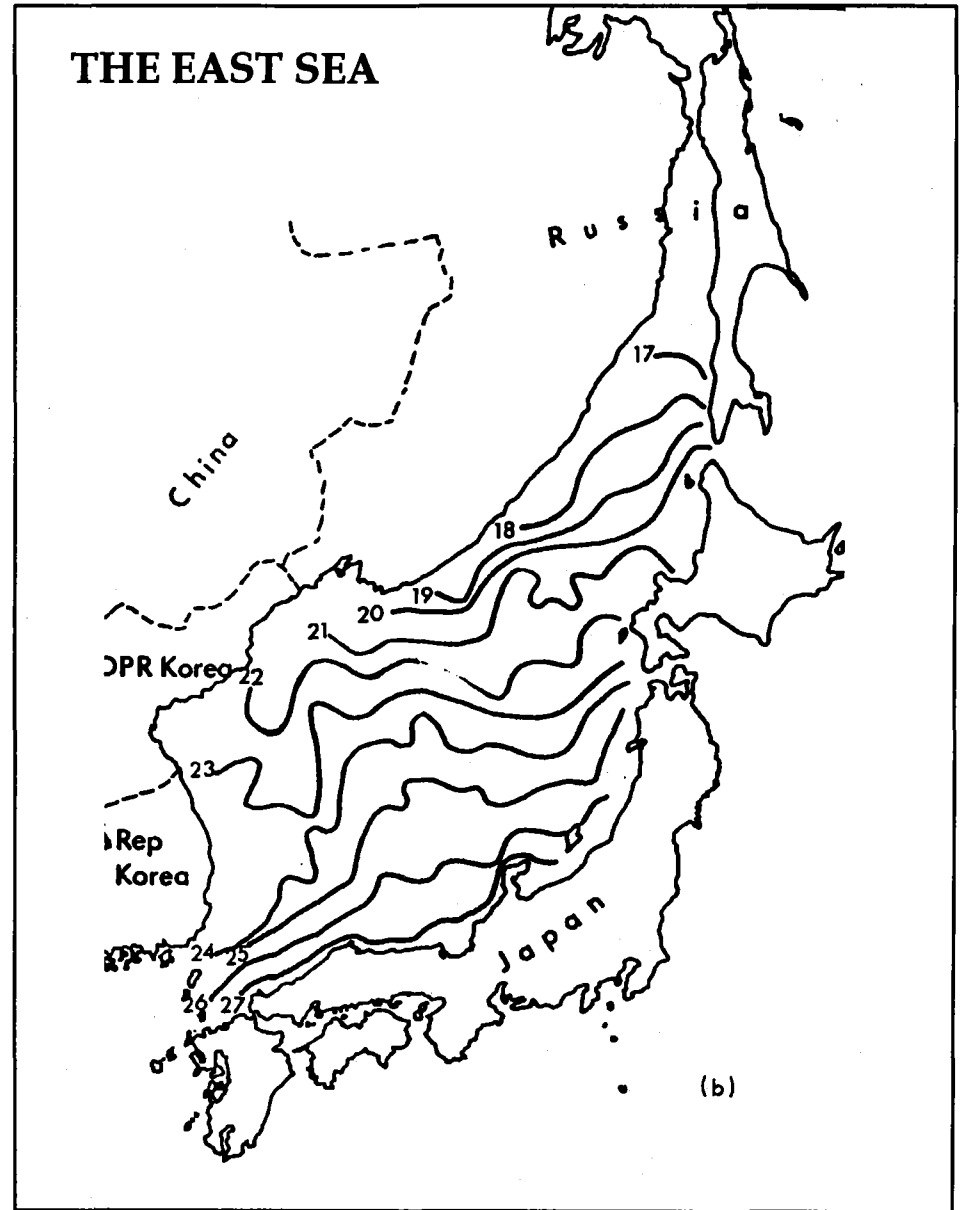 THE EAST SEA
Russia
17
China
18
19
20
21
DPR Korea
22
23
Rep
Korea
Japan
24
25
26
27
(b)